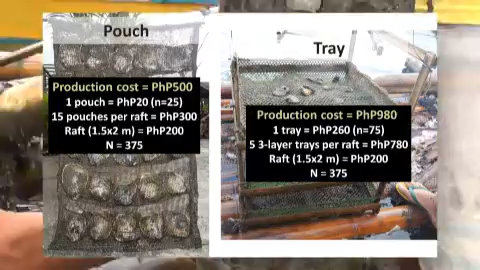 Pouch
Production cost = PhP500
1 pouch = PhP20 (n=25)
15 pouches per raft = PhP300
Raft (1.5x2 m) = PhP200
N = 375
Tray
Production cost = PhP980
1 tray = PhP260 (n=75)
5 3-layer trays per raft = PhP780
Raft (1.5x2 m) = PhP200
N = 375